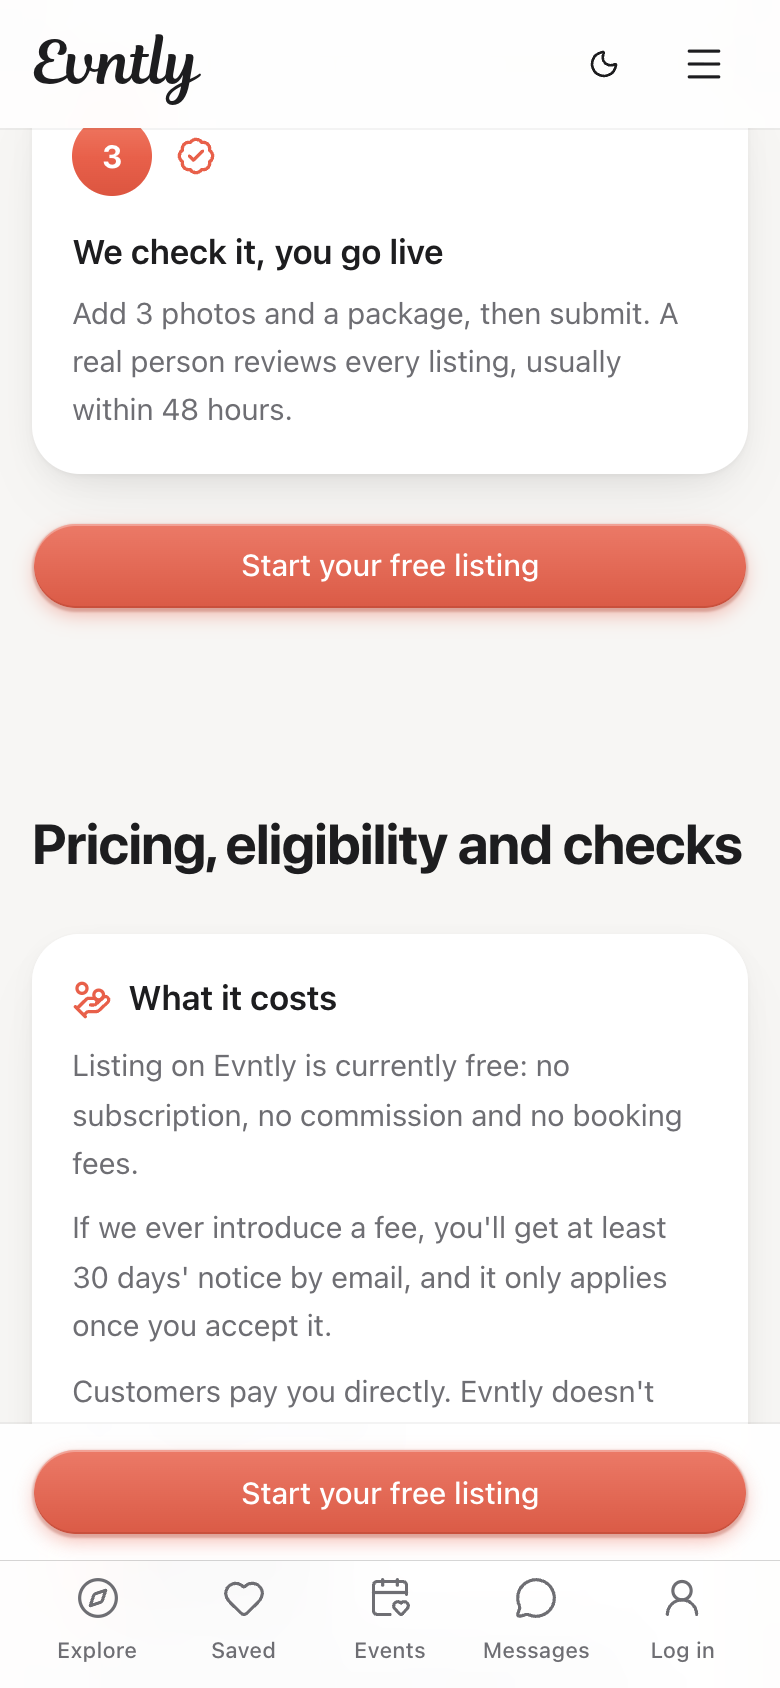 Evntly
3
We check it, you go live
Add 3 photos and a package, then submit. A
real person reviews every listing, usually
within 48 hours.
Start your free listing
Pricing, eligibility and checks
What it costs
Listing on Evntly is currently free: no
subscription, no commission and no booking
fees.
If we ever introduce a fee, you'll get at least
30 days' notice by email, and it only applies
once you accept it.
Customers pay you directly. Evntly doesn't
Start your free listing
Explore
Saved
Events
Messages
Log in